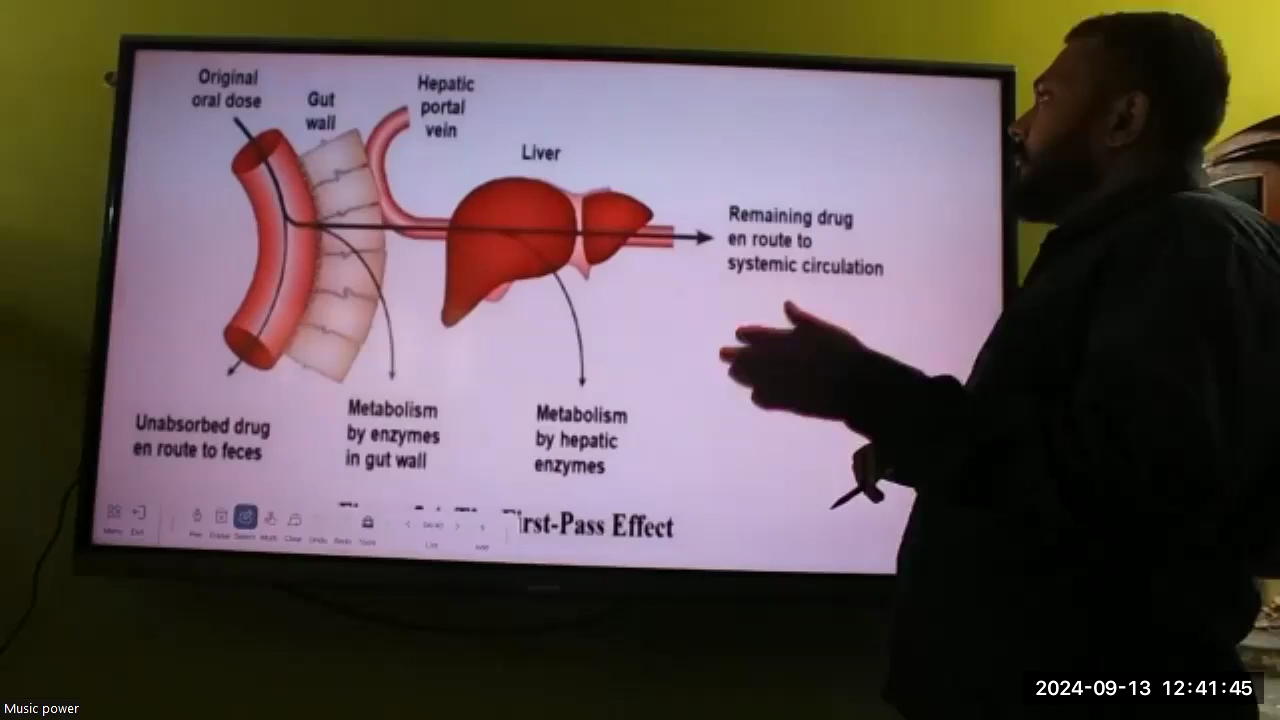 Original
oral dose
Gut
wall
Hepatic
portal
vein
Liver
Remaining drug
en route to
systemic circulation
Unabsorbed drug
en route to feces
Metabolism
by enzymes
in gut wall
Metabolism
by hepatic
enzymes
First-Pass Effect
Menu Exit Pen Select Multi Clear Undo Redo Tools
List Add
2024-09-13 12:41:45
Music power